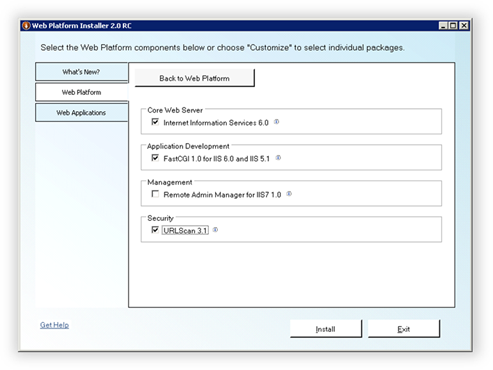 Web Platform Installer 2.0 RC
Select the Web Platform components below or choose "Customize" to select individual packages.
What's New?
Web Platform
Web Applications
Back to Web Platform
Core Web Server
Internet Information Services 6.0
Application Development
FastCGI 1.0 for IIS 6.0 and IIS 5.1
Management
Remote Admin Manager for IIS7 1.0
Security
URLScan 3.1
Get Help
Install
Exit